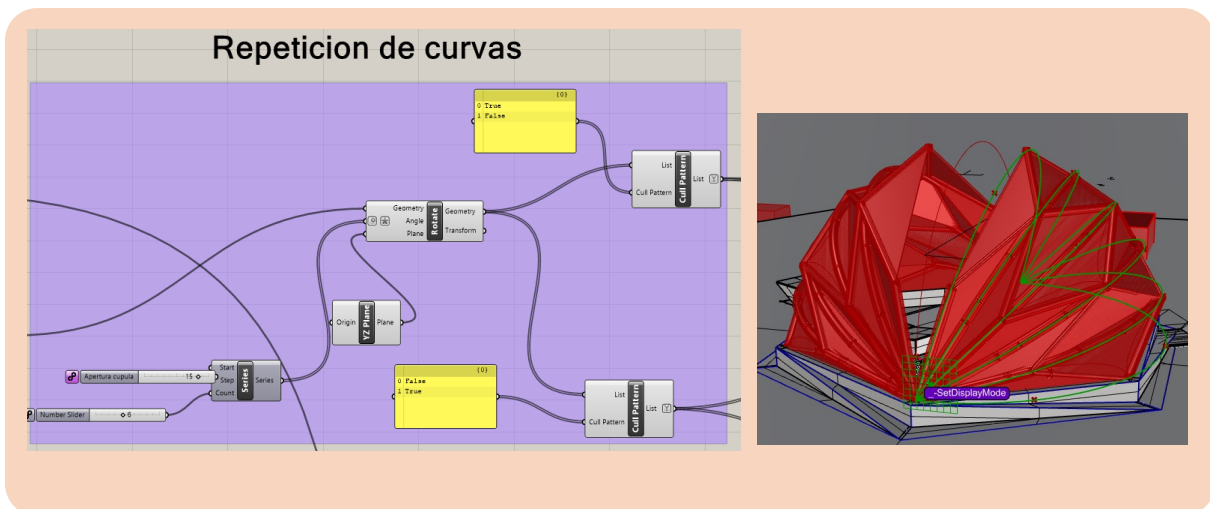 Repeticion de curvas
{0}
0 True
1 False
List
Cull Pattern
Cull Pattern
List
Geometry
Angle
Plane
Rotate
Geometry
Transform
Origin
YZ Plane
Plane
Apertura cupula
15
Start
Step
Count
Series
Series
Number Slider
6
{0}
0 False
1 True
List
Cull Pattern
Cull Pattern
List
_-SetDisplayMode